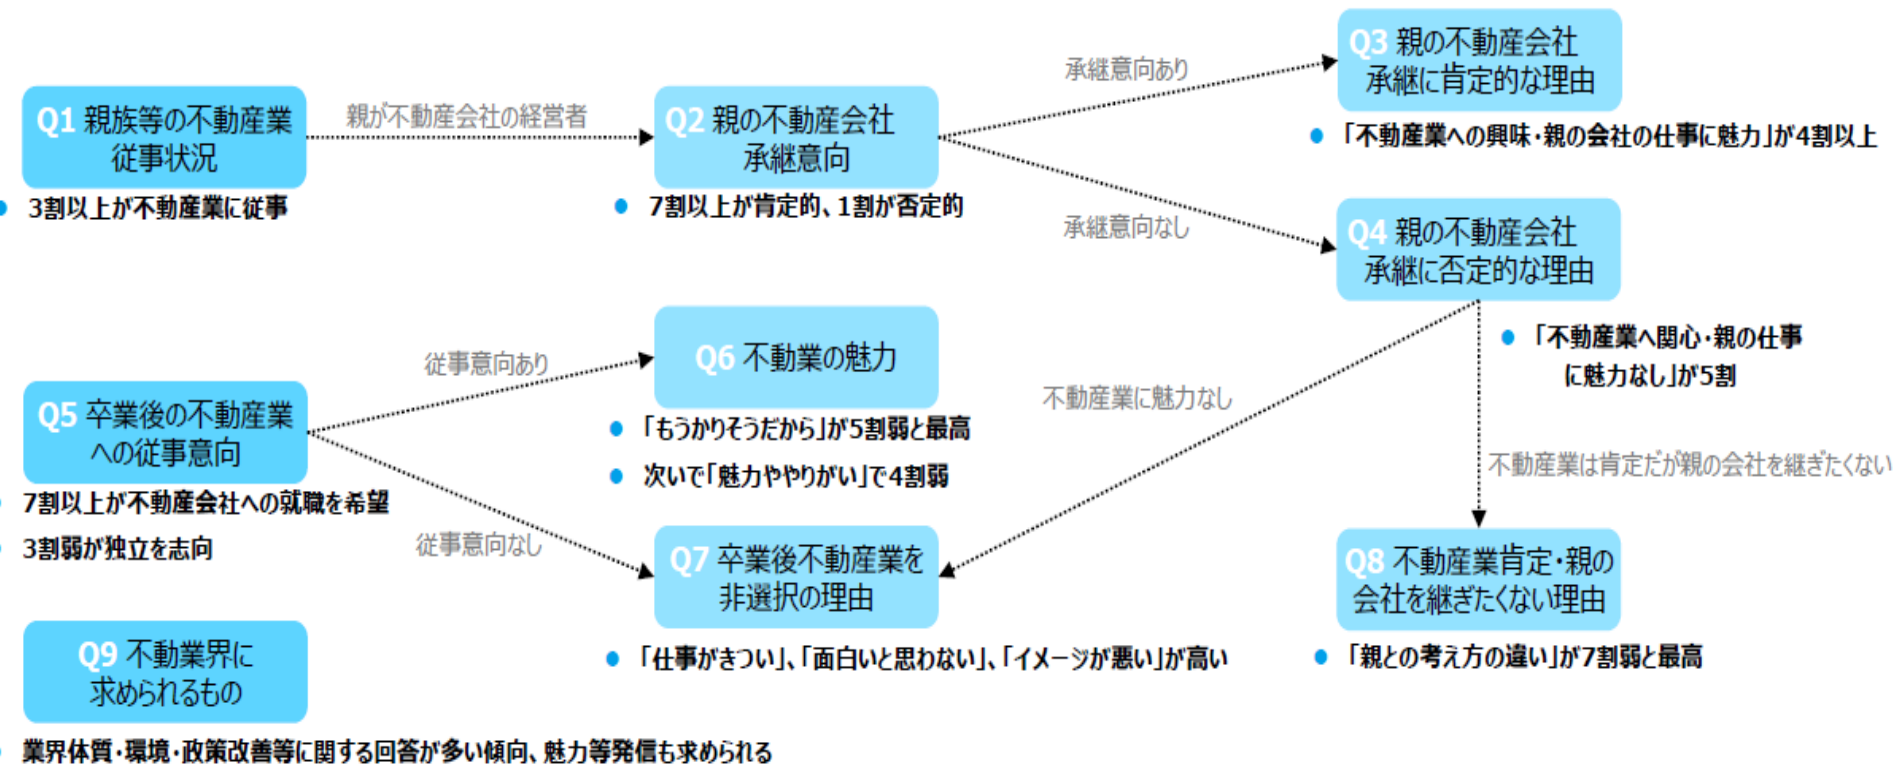 Q1 親族等の不動産業
従事状況
● 3割以上が不動産業に従事
親が不動産会社の経営者
Q2 親の不動産会社
承継意向
● 7割以上が肯定的、1割が否定的
承継意向あり
承継意向なし
Q3 親の不動産会社
承継に肯定的な理由
● 「不動産業への興味・親の会社の仕事に魅力」が4割以上
Q4 親の不動産会社
承継に否定的な理由
● 「不動産業へ関心・親の仕事
に魅力なし」が5割
不動産業に魅力なし
不動産業は肯定だが親の会社を継ぎたくない
Q5 卒業後の不動産業
への従事意向
● 7割以上が不動産会社への就職を希望
● 3割弱が独立を志向
従事意向あり
従事意向なし
Q6 不動業の魅力
● 「もうかりそうだから」が5割弱と最高
● 次いで「魅力ややりがい」で4割弱
Q7 卒業後不動産業を
非選択の理由
● 「仕事がきつい」、「面白いと思わない」、「イメージが悪い」が高い
Q8 不動産業肯定・親の
会社を継ぎたくない理由
● 「親との考え方の違い」が7割弱と最高
Q9 不動業界に
求められるもの
● 業界体質・環境・政策改善等に関する回答が多い傾向、魅力等発信も求められる